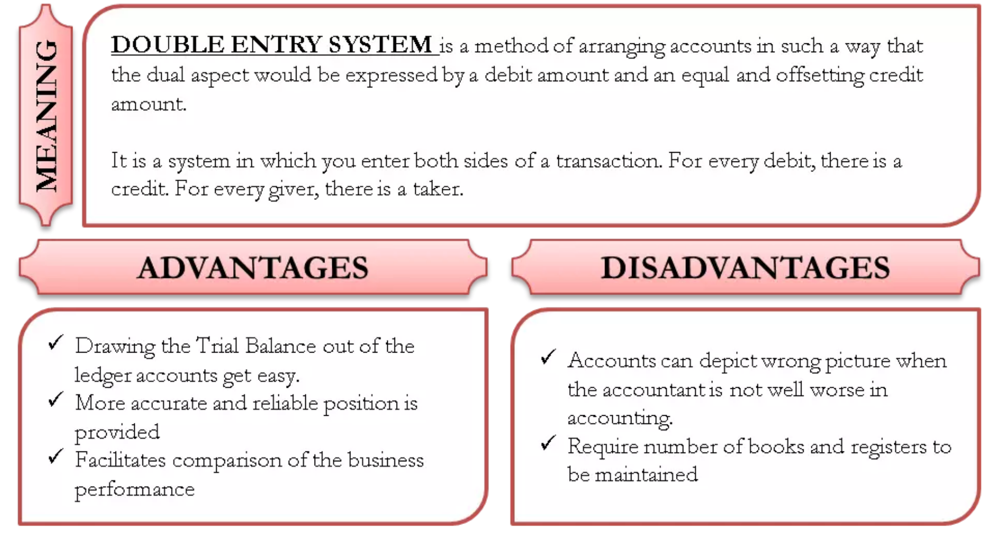 MEANING
DOUBLE ENTRY SYSTEM is a method of arranging accounts in such a way that
the dual aspect would be expressed by a debit amount and an equal and offsetting credit
amount.
It is a system in which you enter both sides of a transaction. For every debit, there is a
credit. For every giver, there is a taker.
ADVANTAGES
✓ Drawing the Trial Balance out of the
ledger accounts get easy.
✓ More accurate and reliable position is
provided
✓ Facilitates comparison of the business
performance
DISADVANTAGES
✓ Accounts can depict wrong picture when
the accountant is not well worse in
accounting.
✓ Require number of books and registers to
be maintained